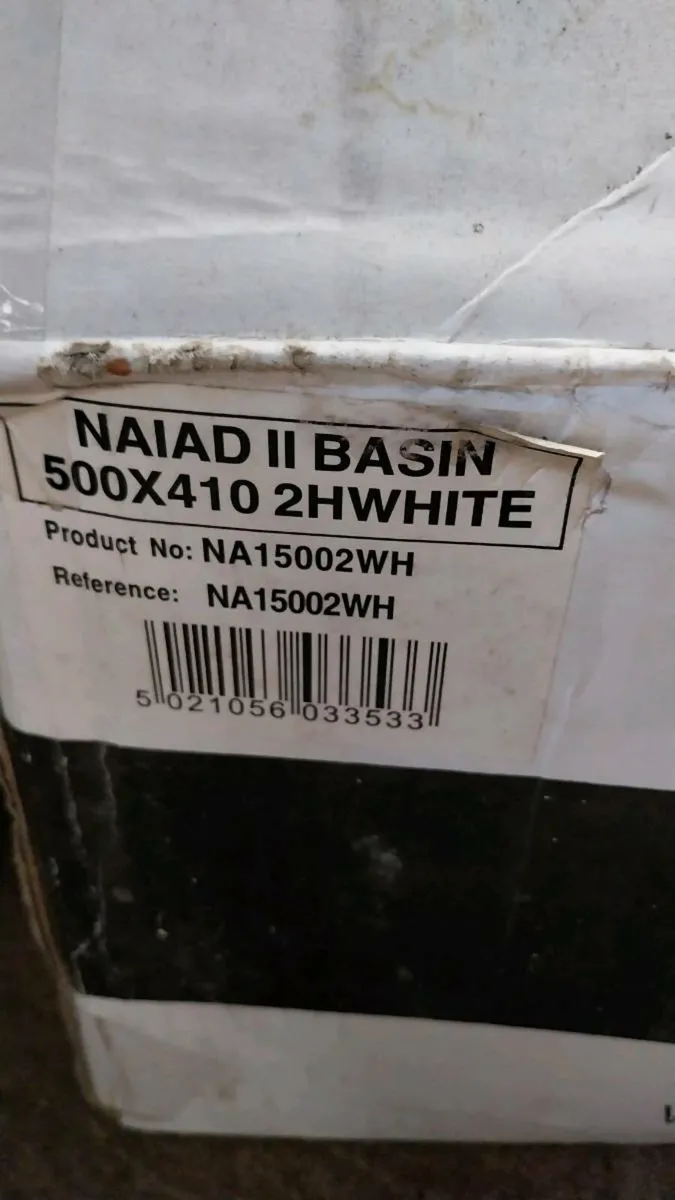 NAIAD II BASIN
500X410 2HWHITE
Product No: NA15002WH
Reference: NA15002WH
5 021056 033533